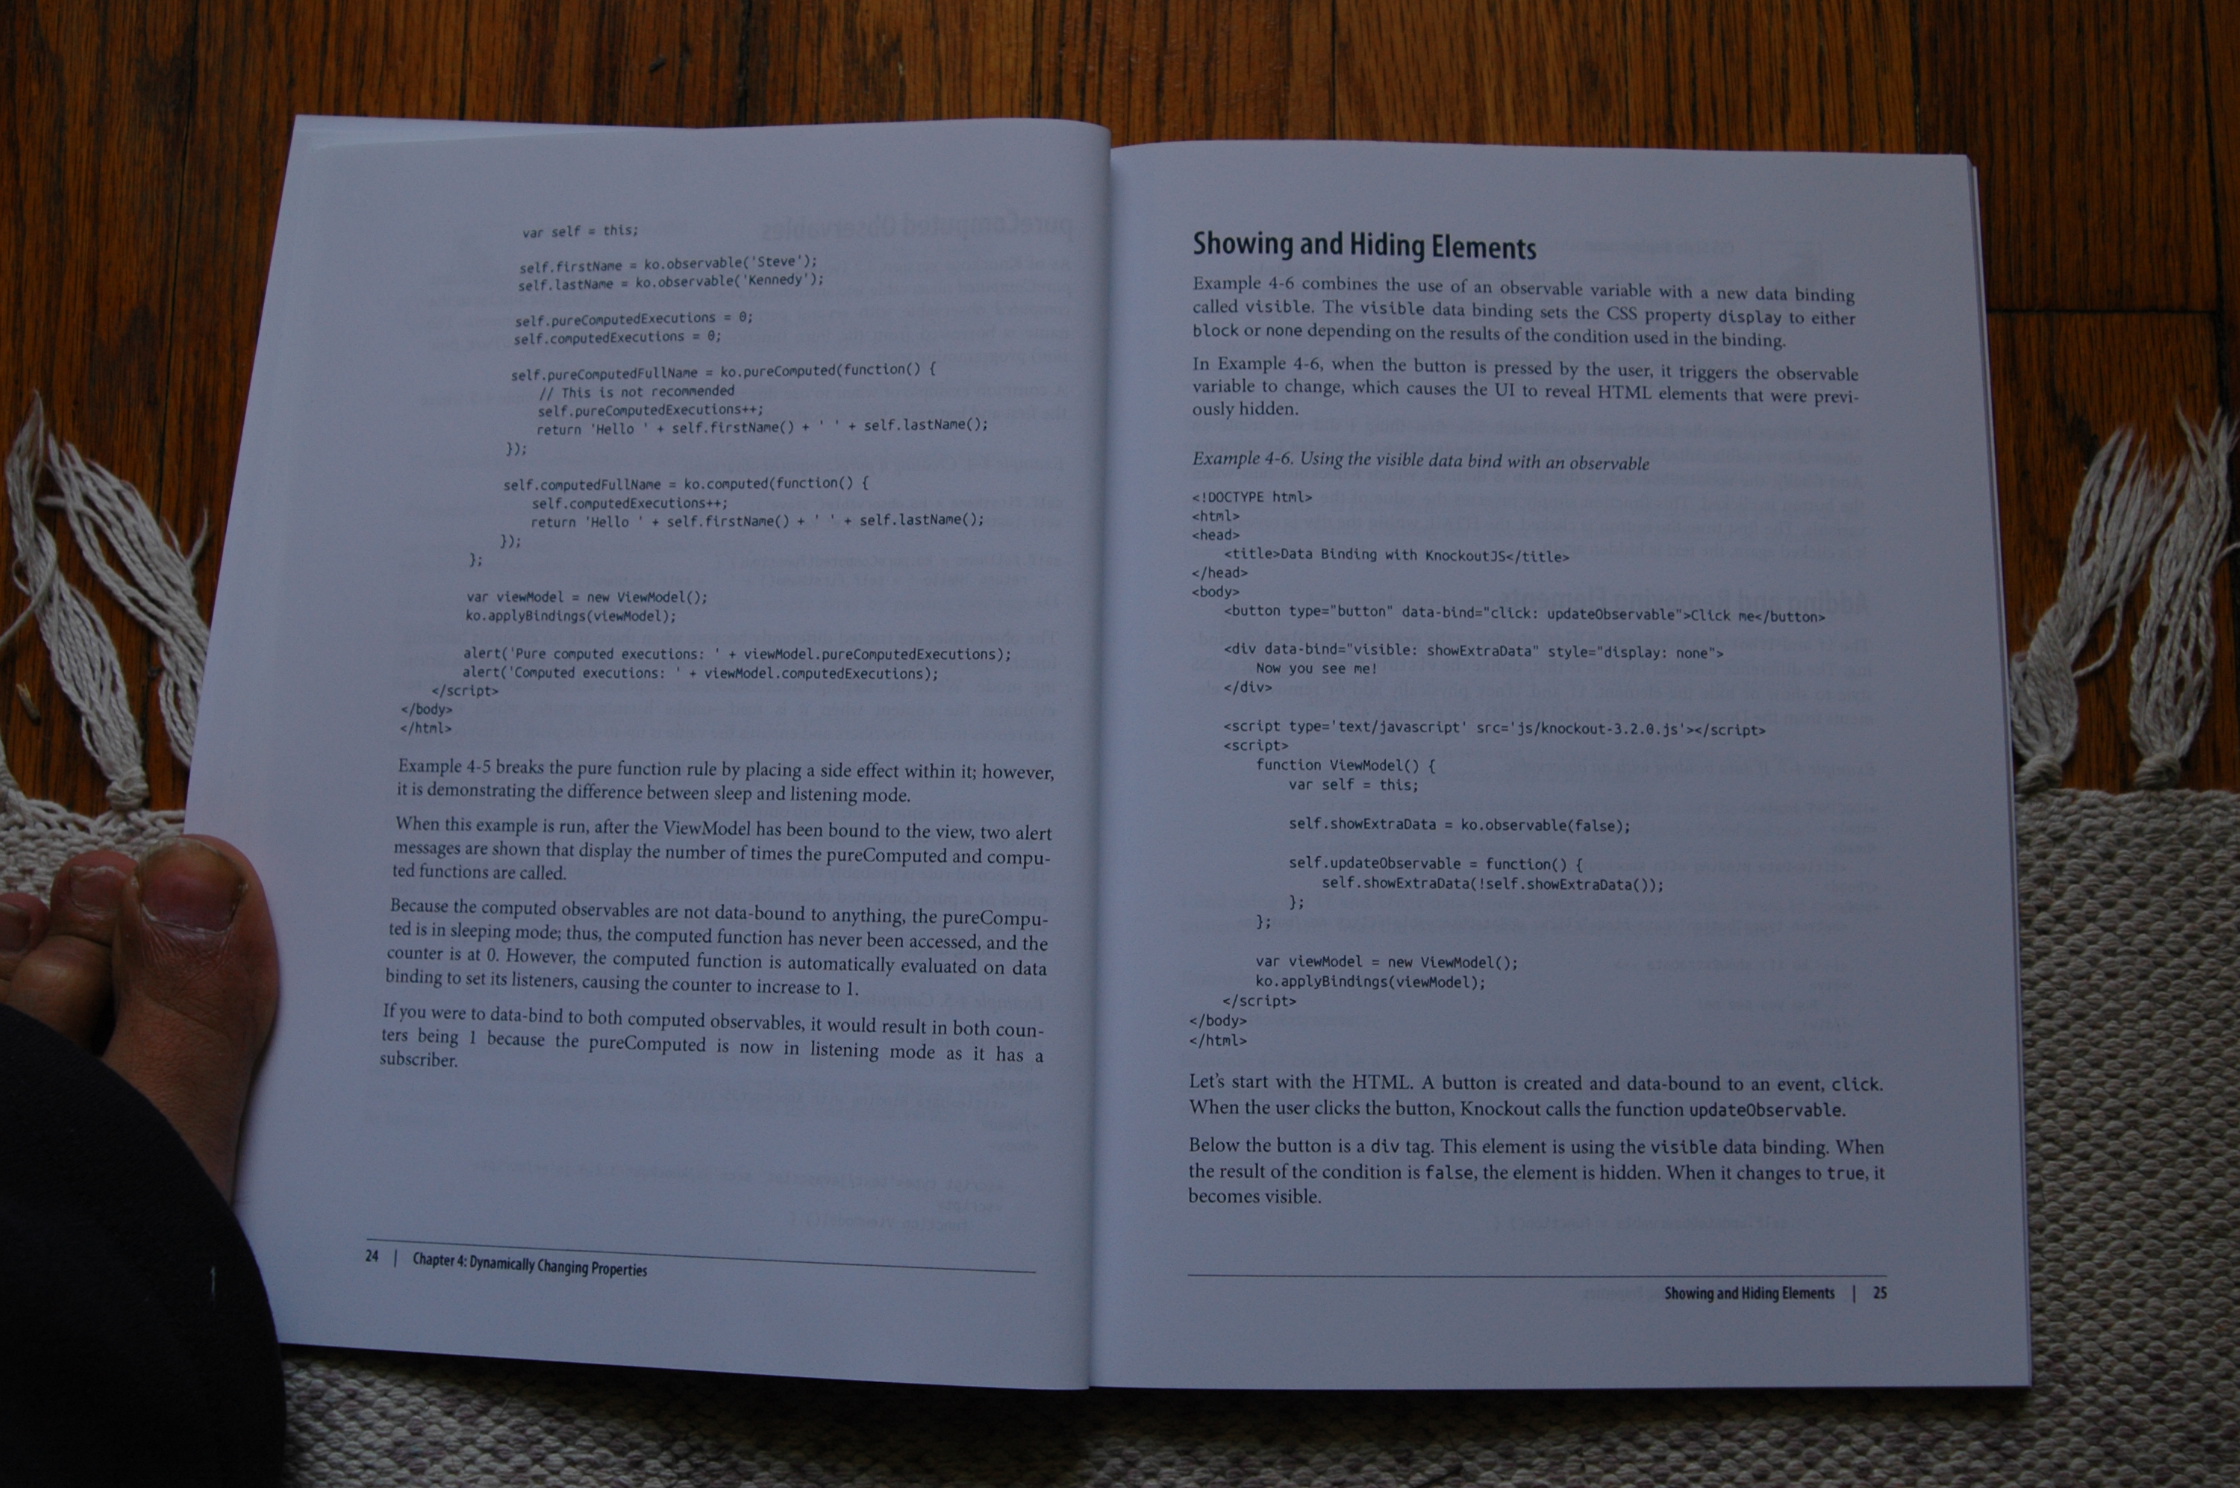 var self = this;
self.firstName = ko.observable('Steve');
self.lastName = ko.observable('Kennedy');
self.pureComputedExecutions = 0;
self.computedExecutions = 0;
self.pureComputedFullName = ko.pureComputed(function() {
// This is not recommended
self.pureComputedExecutions++;
return 'Hello ' + self.firstName() + ' ' + self.lastName();
});
self.computedFullName = ko.computed(function() {
self.computedExecutions++;
return 'Hello ' + self.firstName() + ' ' + self.lastName();
});
};
var viewModel = new ViewModel();
ko.applyBindings(viewModel);
alert('Pure computed executions: ' + viewModel.pureComputedExecutions);
alert('Computed executions: ' + viewModel.computedExecutions);
</script>
</body>
</html>
Example 4-5 breaks the pure function rule by placing a side effect within it; however,
it is demonstrating the difference between sleep and listening mode.
When this example is run, after the ViewModel has been bound to the view, two alert
messages are shown that display the number of times the pureComputed and compu-
ted functions are called.
Because the computed observables are not data-bound to anything, the pureCompu-
ted is in sleeping mode; thus, the computed function has never been accessed, and the
counter is at 0. However, the computed function is automatically evaluated on data
binding to set its listeners, causing the counter to increase to 1.
If you were to data-bind to both computed observables, it would result in both coun-
ters being 1 because the pureComputed is now in listening mode as it has a
subscriber.
24 | Chapter 4: Dynamically Changing Properties
Showing and Hiding Elements
Example 4-6 combines the use of an observable variable with a new data binding
called visible. The visible data binding sets the CSS property display to either
block or none depending on the results of the condition used in the binding.
In Example 4-6, when the button is pressed by the user, it triggers the observable
variable to change, which causes the UI to reveal HTML elements that were previ-
ously hidden.
Example 4-6. Using the visible data bind with an observable
<!DOCTYPE html>
<html>
<head>
<title>Data Binding with KnockoutJS</title>
</head>
<body>
<button type="button" data-bind="click: updateObservable">Click me</button>
<div data-bind="visible: showExtraData" style="display: none">
Now you see me!
</div>
<script type='text/javascript' src='js/knockout-3.2.0.js'></script>
<script>
function ViewModel() {
var self = this;
self.showExtraData = ko.observable(false);
self.updateObservable = function() {
self.showExtraData(!self.showExtraData());
};
};
var viewModel = new ViewModel();
ko.applyBindings(viewModel);
</script>
</body>
</html>
Let's start with the HTML. A button is created and data-bound to an event, click.
When the user clicks the button, Knockout calls the function updateObservable.
Below the button is a div tag. This element is using the visible data binding. When
the result of the condition is false, the element is hidden. When it changes to true, it
becomes visible.
Showing and Hiding Elements | 25